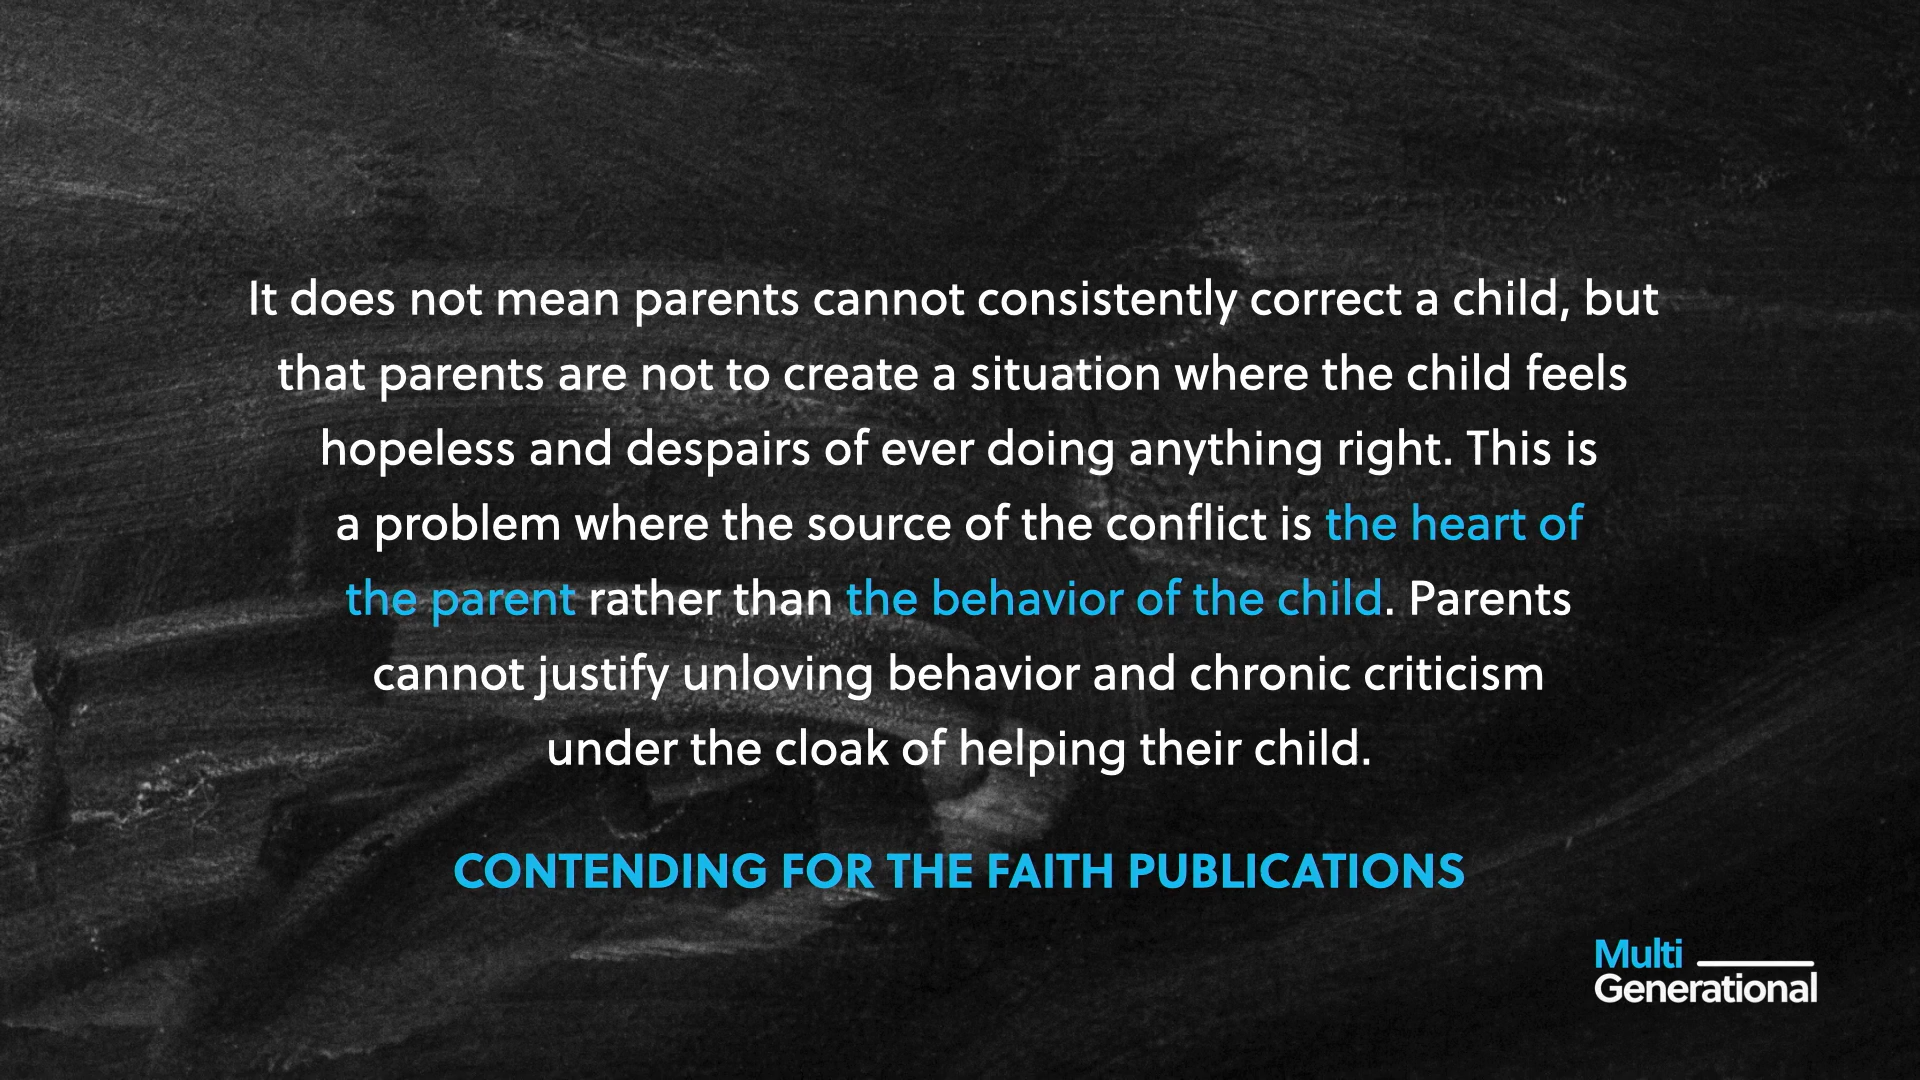 It does not mean parents cannot consistently correct a child, but
that parents are not to create a situation where the child feels
hopeless and despairs of ever doing anything right. This is
a problem where the source of the conflict is the heart of
the parent rather than the behavior of the child. Parents
cannot justify unloving behavior and chronic criticism
under the cloak of helping their child.
CONTENDING FOR THE FAITH PUBLICATIONS
Multi
Generational